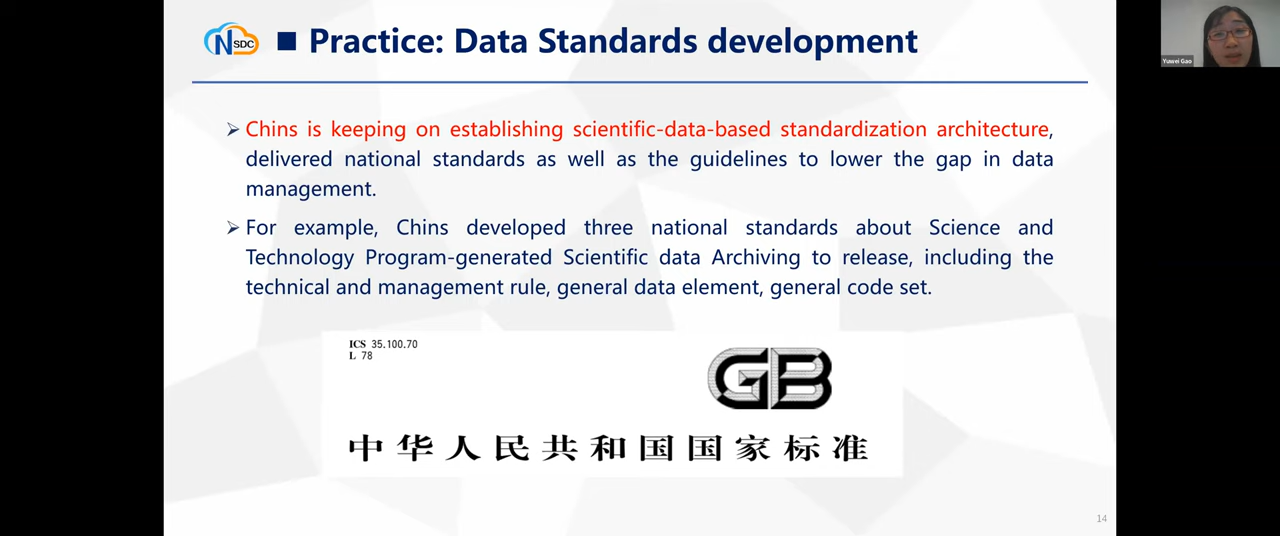 NSDC
Practice: Data Standards development
Yuwei Gao
Chins is keeping on establishing scientific-data-based standardization architecture,
delivered national standards as well as the guidelines to lower the gap in data
management.
For example, Chins developed three national standards about Science and
Technology Program-generated Scientific data Archiving to release, including the
technical and management rule, general data element, general code set.
ICS 35.100.70
L 78
GB
中华人民共和国国家标准
14